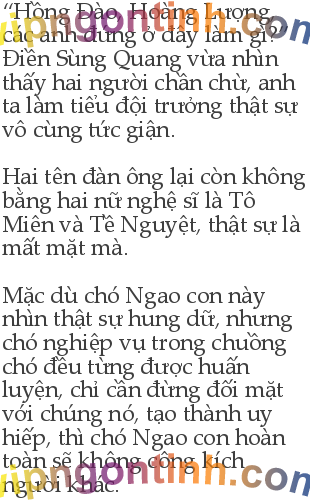 “Hồng Đào, Hoàng Lượng,
các anh đứng ở đây làm gì?”
Điền Sùng Quang vừa nhìn
thấy hai người chần chừ, anh
ta làm tiểu đội trưởng thật sự
vô cùng tức giận.
Hai tên đàn ông lại còn không
bằng hai nữ nghệ sĩ là Tô
Miên và Tề Nguyệt, thật sự là
mất mặt mà.
Mặc dù chó Ngao con này
nhìn thật sự hung dữ, nhưng
chó nghiệp vụ trong chuồng
chó đều từng được huấn
luyện, chỉ cần đừng đối mặt
với chúng nó, tạo thành uy
hiếp, thì chó Ngao con hoàn
toàn sẽ không công kích
người khác.
vipngontinh.com
vipngontinh.com